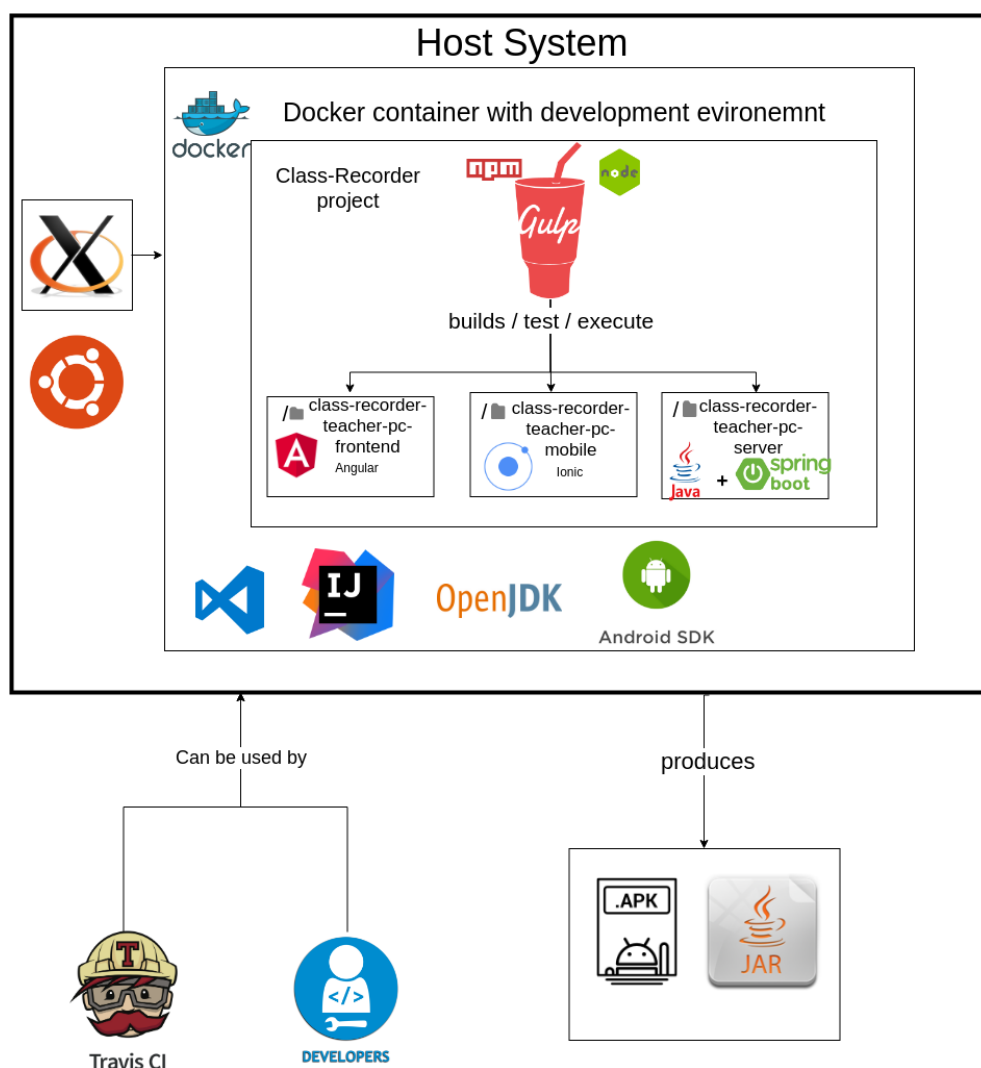 Host System
docker
Docker container with development evironemnt
Class-Recorder
project
npm
node
Gulp
builds / test / execute
/ class-recorder-
teacher-pc-
frontend
Angular
/ class-recorder-
teacher-pc-
mobile
Ionic
/ class-recorder-
teacher-pc-
server
Java
+
spring
boot
IJ
OpenJDK
Android SDK
Can be used by
produces
.APK
JAR
T
</>
Travis CI
DEVELOPERS